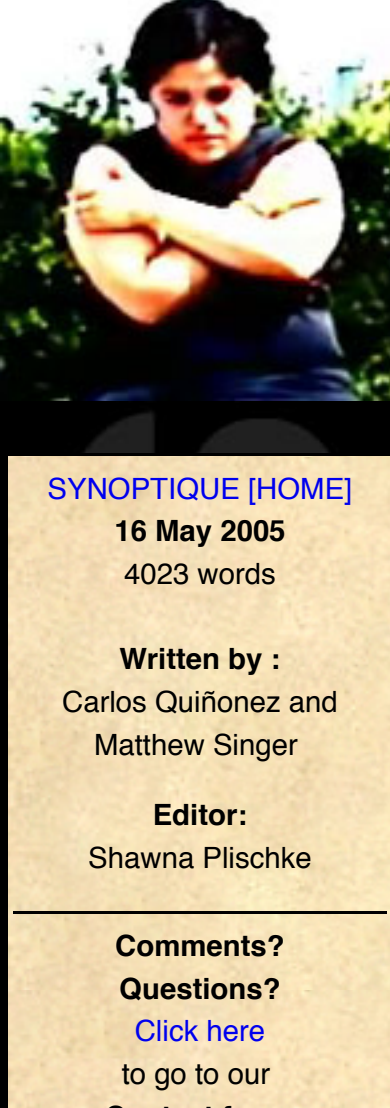 SYNOPTIQUE [HOME]
16 May 2005
4023 words
Written by :
Carlos Quiñonez and
Matthew Singer
Editor:
Shawna Plischke
Comments?
Questions?
Click here
to go to our